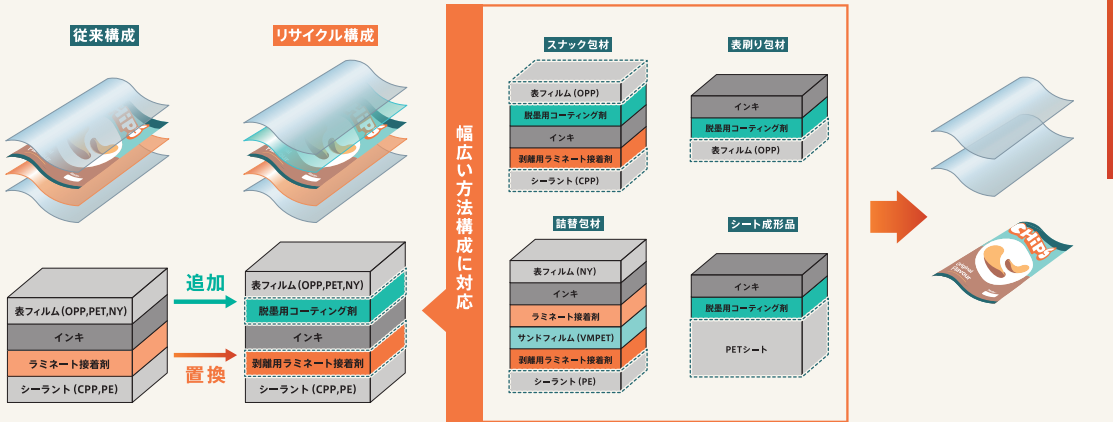 従来構成
リサイクル構成
CHiPS
表フィルム(OPP,PET,NY)
インキ
ラミネート接着剤
シーラント(CPP,PE)
追加
置換
表フィルム(OPP,PET,NY)
脱墨用コーティング剤
インキ
剥離用ラミネート接着剤
シーラント(CPP,PE)
幅広い方法構成に対応
スナック包材
表フィルム(OPP)
脱墨用コーティング剤
インキ
剥離用ラミネート接着剤
シーラント(CPP)
表刷り包材
インキ
脱墨用コーティング剤
表フィルム(OPP)
詰替包材
表フィルム(NY)
インキ
ラミネート接着剤
サンドフィルム(VMPET)
剥離用ラミネート接着剤
シーラント(PE)
シート成形品
インキ
脱墨用コーティング剤
PETシート
CHiPS
original
flavour